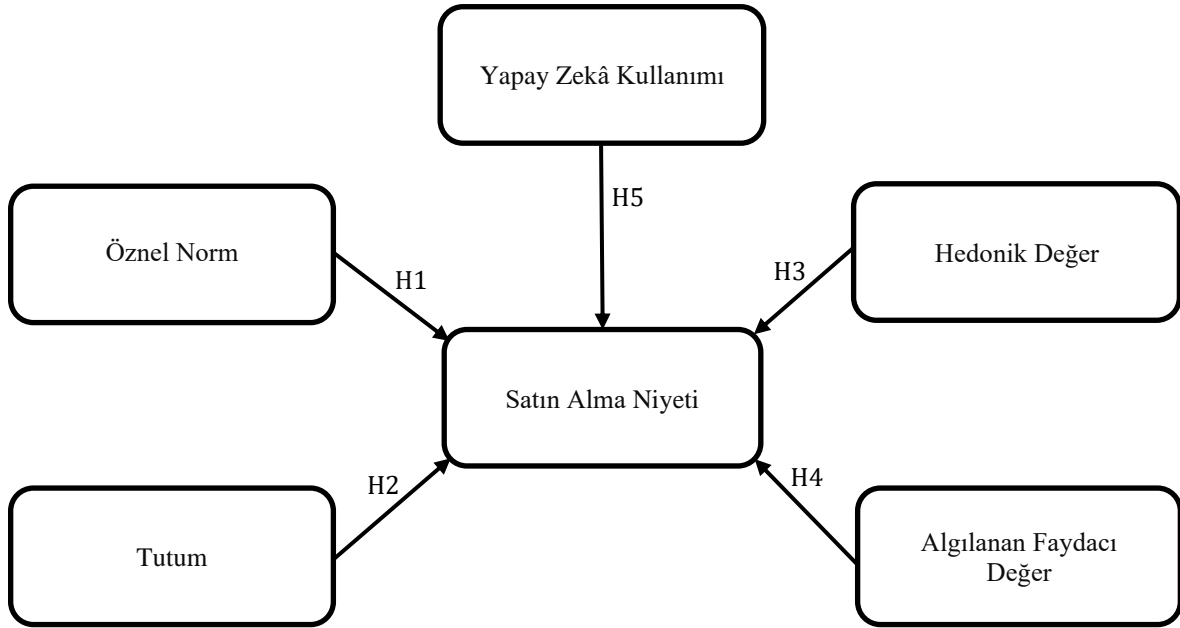 Yapay Zekâ Kullanımı
H5
Öznel Norm
Hedonik Değer
H1
H3
Satın Alma Niyeti
H2
H4
Tutum
Algılanan Faydacı
Değer